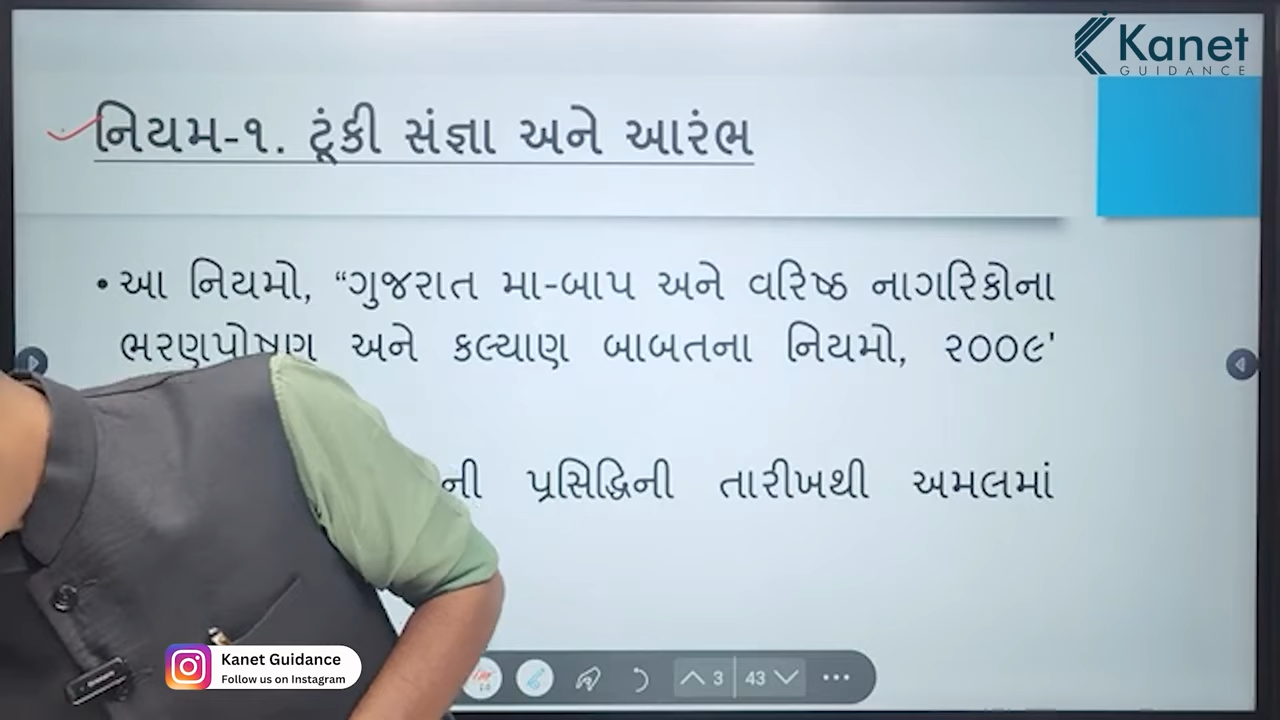 Kanet
GUIDANCE
નિયમ-૧. ટૂંકી સંજ્ઞા અને આરંભ
• આ નિયમો, “ગુજરાત મા-બાપ અને વરિષ્ઠ નાગરિકોના
ભરણપોષણ અને કલ્યાણ બાબતના નિયમો, ૨૦૦૯'
પ્રસિદ્ધિની તારીખથી અમલમાં
Kanet Guidance
Follow us on Instagram
3 43